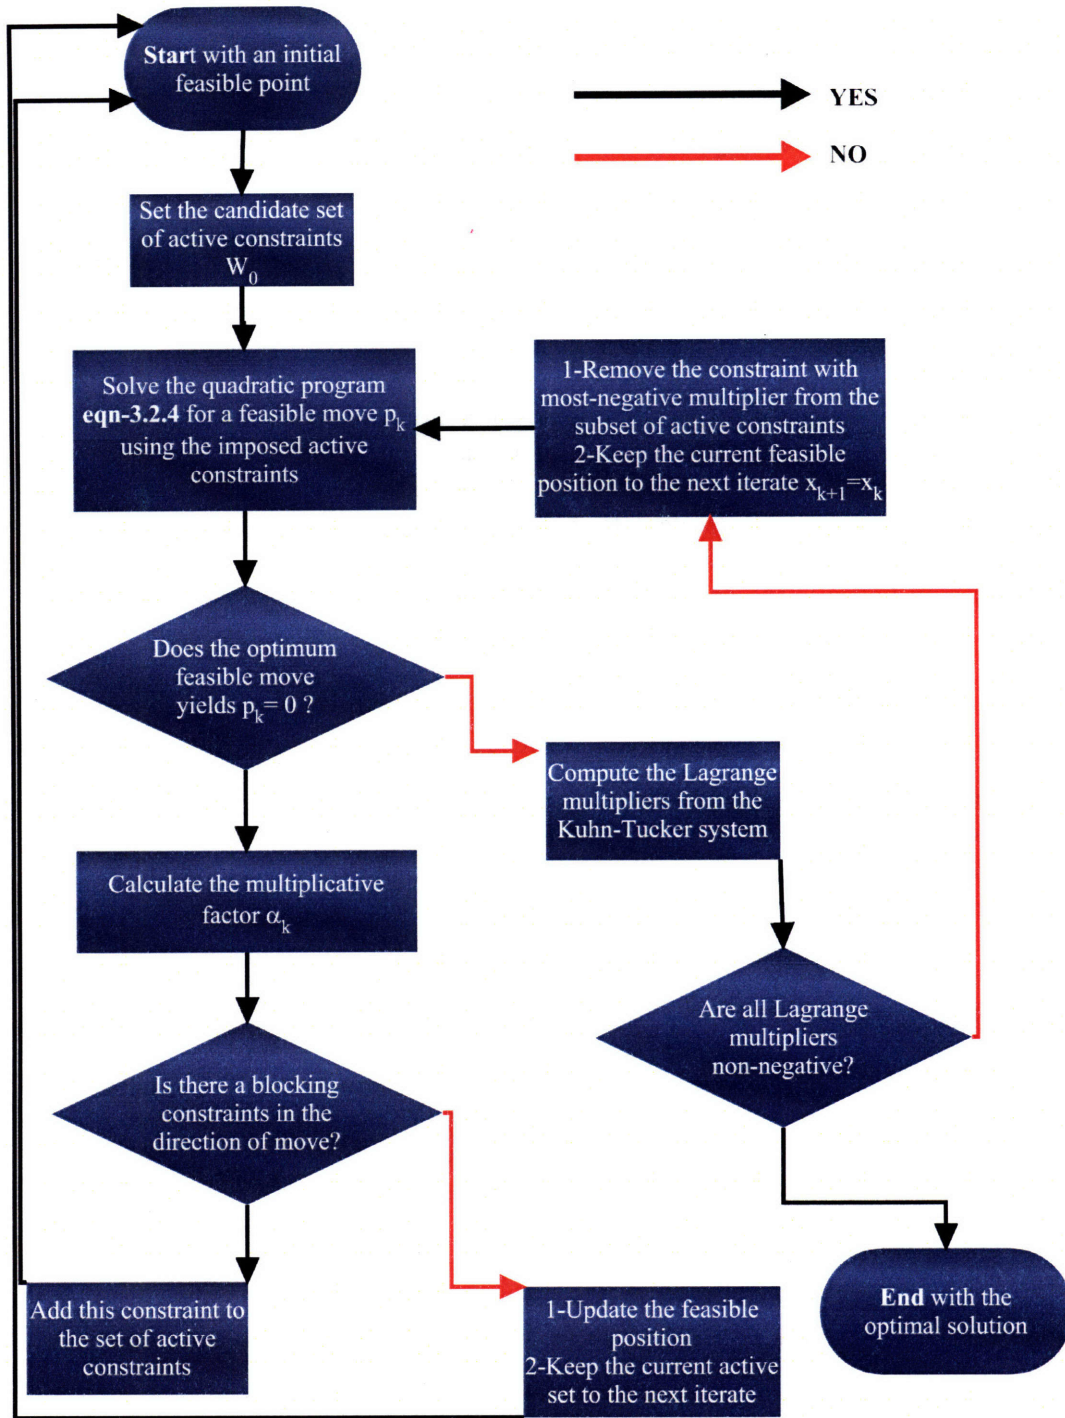 Start with an initial
feasible point
YES
NO
Set the candidate set
of active constraints
W0
Solve the quadratic program
eqn-3.2.4 for a feasible move pk
using the imposed active
constraints
1-Remove the constraint with
most-negative multiplier from the
subset of active constraints
2-Keep the current feasible
position to the next iterate xk+1=xk
Does the optimum
feasible move
yields pk= 0 ?
Compute the Lagrange
multipliers from the
Kuhn-Tucker system
Calculate the multiplicative
factor αk
Are all Lagrange
multipliers
non-negative?
Is there a blocking
constraints in the
direction of move?
Add this constraint to
the set of active
constraints
1-Update the feasible
position
2-Keep the current active
set to the next iterate
End with the
optimal solution